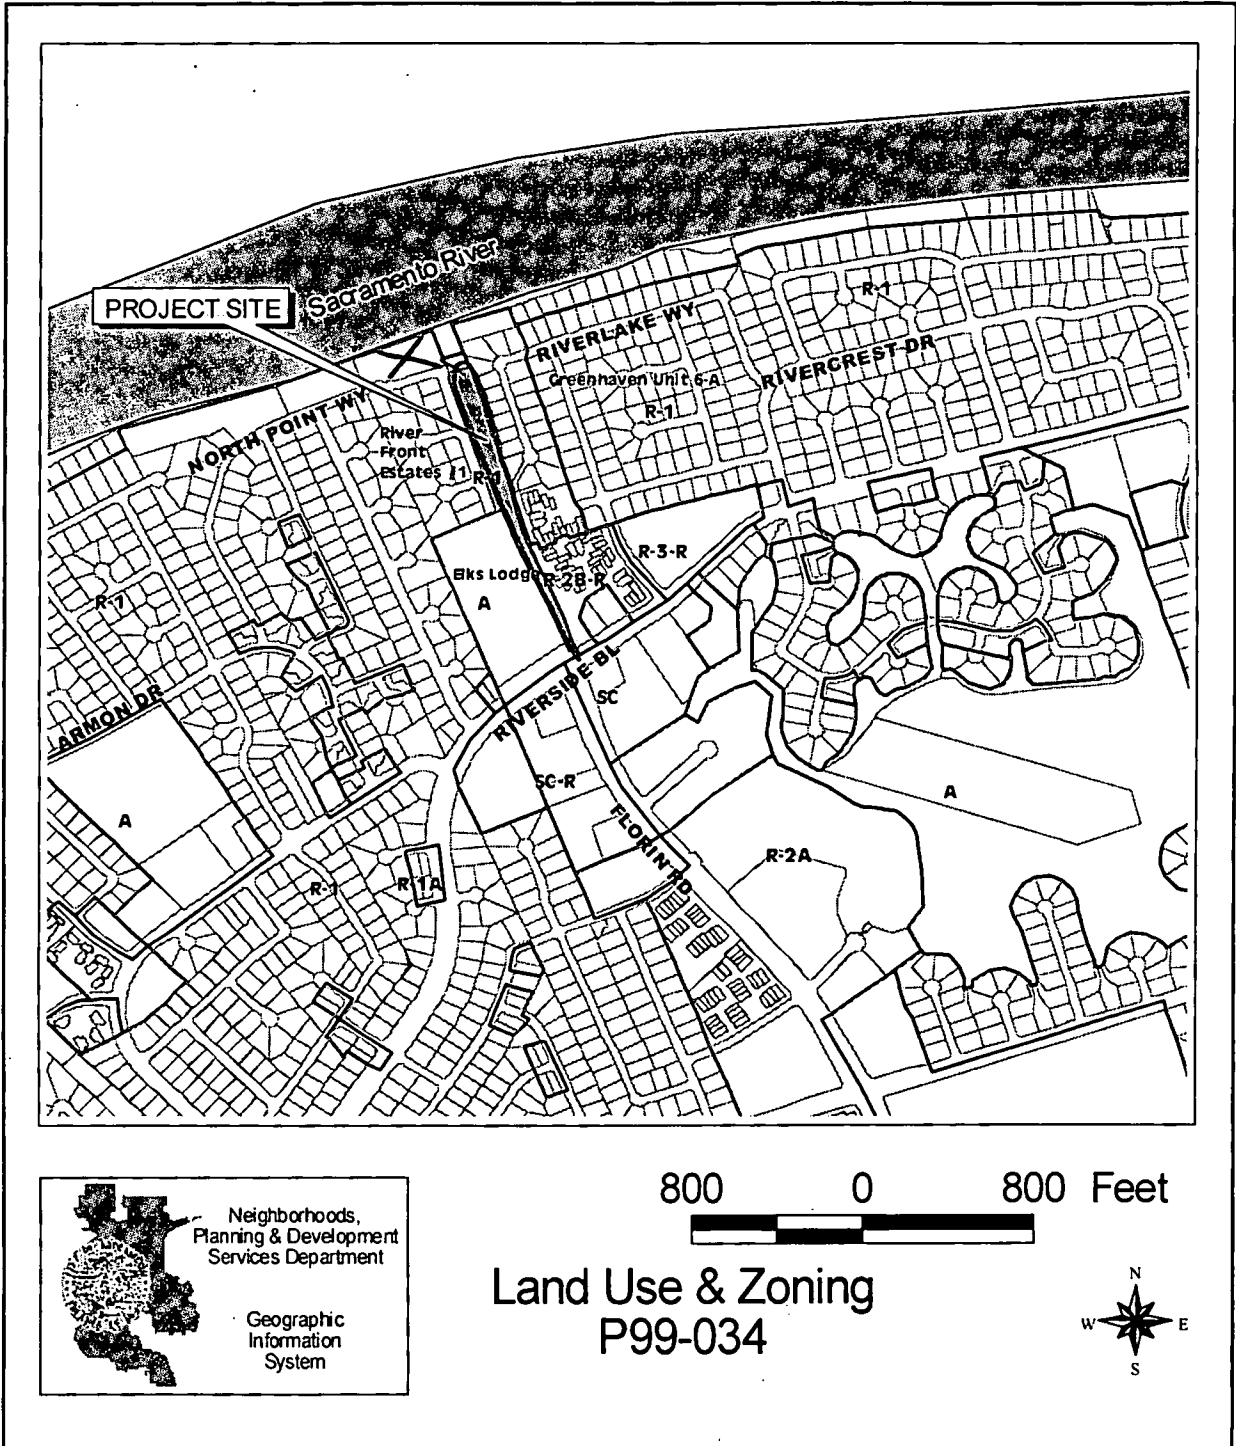 Sacramento River
PROJECT SITE
R-1
RIVERLAKE WY
RIVERCREST DR
Greenhaven Unit 6-A
R-1
NORTH POINT WY
River
Front
Estates
R-1
R-3-R
Elks Lodge
R-2B-R
A
R-1
RIVERSIDE BL
SC
ARMON DR
SC-R
A
A
FLORIN RD
R-2A
R-1
R-1A
Neighborhoods,
Planning & Development
Services Department
Geographic
Information
System
800 0 800 Feet
Land Use & Zoning
P99-034
N
W E
S